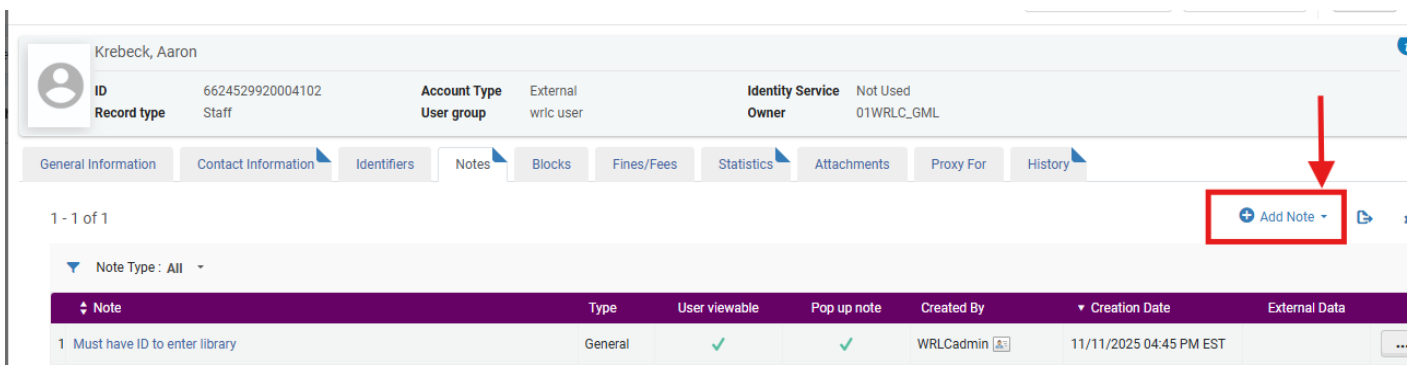 Krebeck, Aaron
ID 6624529920004102 Account Type External Identity Service Not Used
Record type Staff User group wrlc user Owner 01WRLC_GML
General Information Contact Information Identifiers Notes Blocks Fines/Fees Statistics Attachments Proxy For History
1 - 1 of 1 Add Note
Note Type : All
Note Type User viewable Pop up note Created By Creation Date External Data
1 Must have ID to enter library General WRLCadmin 11/11/2025 04:45 PM EST ...